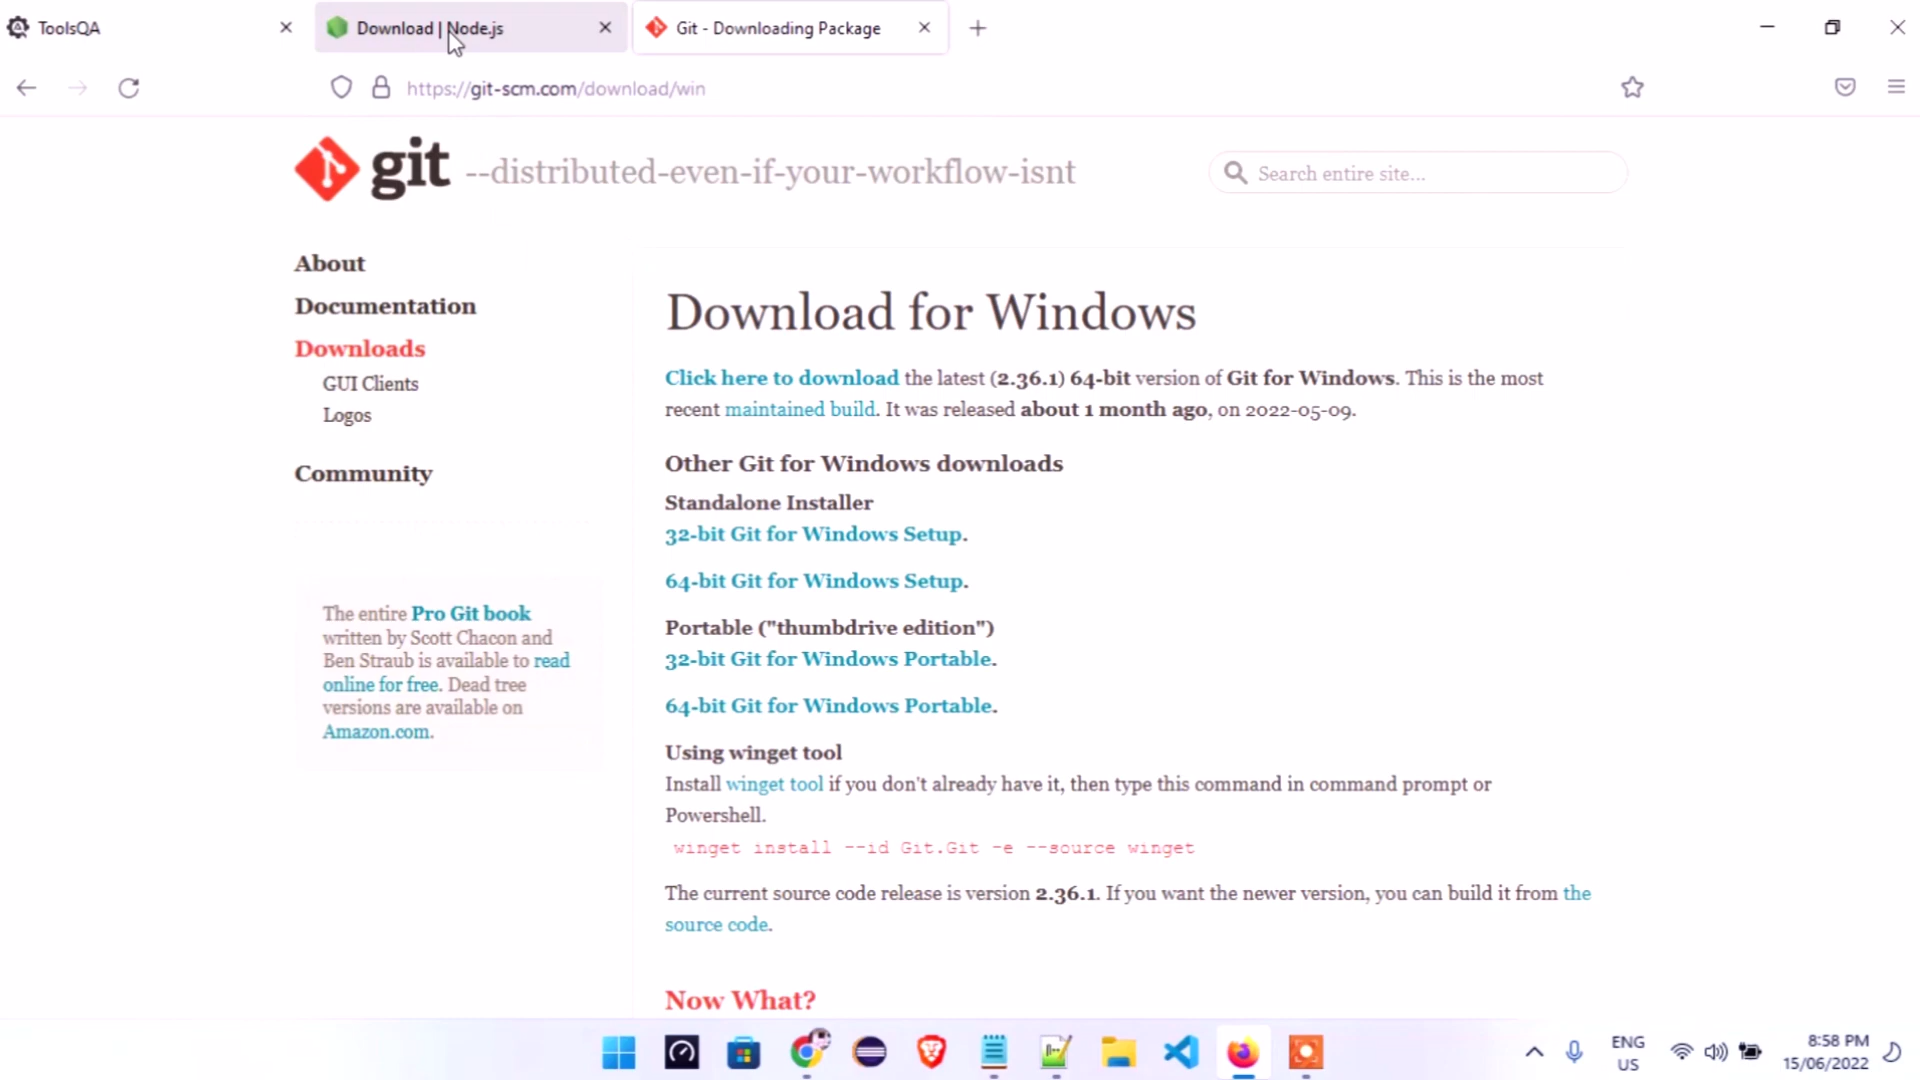 ToolsQA
Download | Node.js
Git - Downloading Package
https://git-scm.com/download/win
git --distributed-even-if-your-workflow-isnt
Search entire site...
About
Documentation
Downloads
GUI Clients
Logos
Community
The entire Pro Git book
written by Scott Chacon and
Ben Straub is available to read
online for free. Dead tree
versions are available on
Amazon.com.
Download for Windows
Click here to download the latest (2.36.1) 64-bit version of Git for Windows. This is the most
recent maintained build. It was released about 1 month ago, on 2022-05-09.
Other Git for Windows downloads
Standalone Installer
32-bit Git for Windows Setup.
64-bit Git for Windows Setup.
Portable ("thumbdrive edition")
32-bit Git for Windows Portable.
64-bit Git for Windows Portable.
Using winget tool
Install winget tool if you don't already have it, then type this command in command prompt or
Powershell.
winget install --id Git.Git -e --source winget
The current source code release is version 2.36.1. If you want the newer version, you can build it from the
source code.
Now What?
ENG
US
8:58 PM
15/06/2022